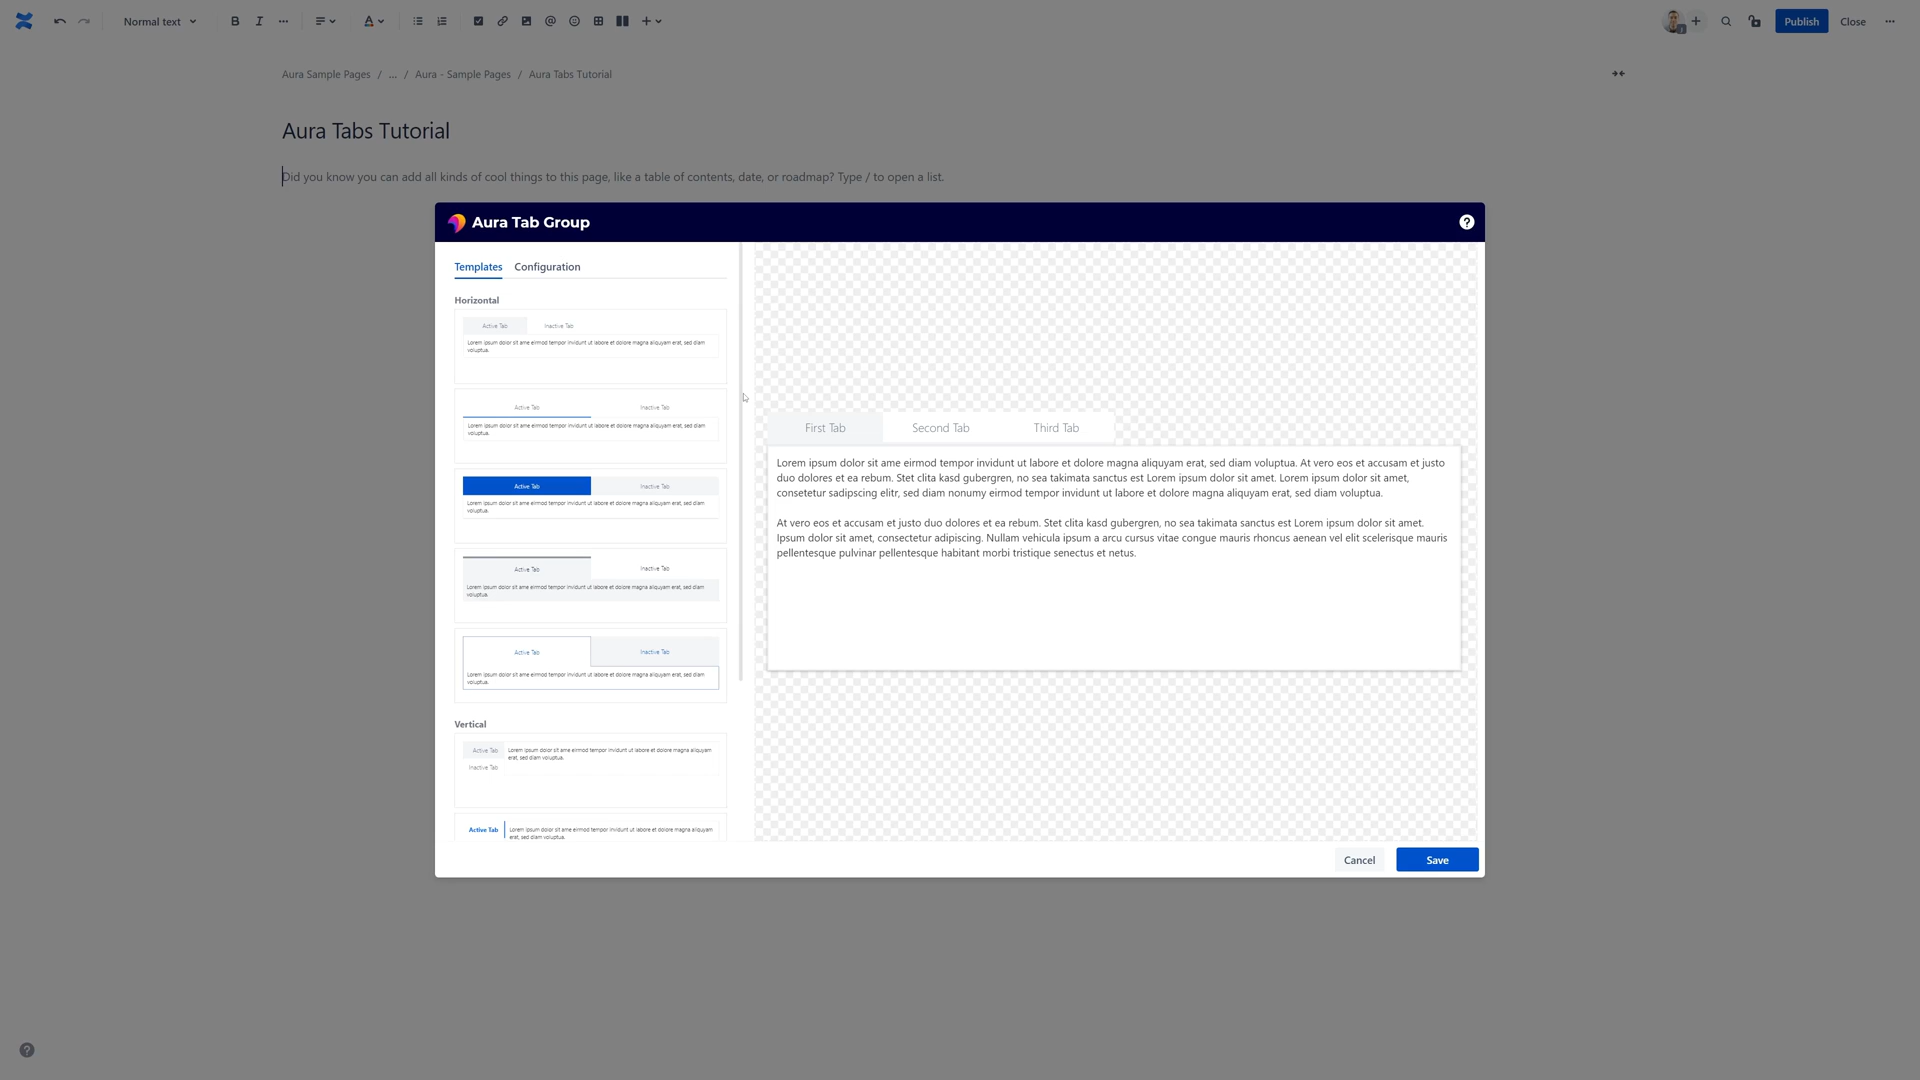 Normal text
Publish
Close
Aura Sample Pages / ... / Aura - Sample Pages / Aura Tabs Tutorial
Aura Tabs Tutorial
Did you know you can add all kinds of cool things to this page, like a table of contents, date, or roadmap? Type / to open a list.
Aura Tab Group
Templates
Configuration
Horizontal
Active Tab
Inactive Tab
Lorem ipsum dolor sit ame eirmod tempor invidunt ut labore et dolore magna aliquyam erat, sed diam
voluptua.
Active Tab
Inactive Tab
Lorem ipsum dolor sit ame eirmod tempor invidunt ut labore et dolore magna aliquyam erat, sed diam
voluptua.
Active Tab
Inactive Tab
Lorem ipsum dolor sit ame eirmod tempor invidunt ut labore et dolore magna aliquyam erat, sed diam
voluptua.
Active Tab
Inactive Tab
Lorem ipsum dolor sit ame eirmod tempor invidunt ut labore et dolore magna aliquyam erat, sed diam
voluptua.
Active Tab
Inactive Tab
Lorem ipsum dolor sit ame eirmod tempor invidunt ut labore et dolore magna aliquyam erat, sed diam
voluptua.
Vertical
Active Tab
Inactive Tab
Lorem ipsum dolor sit ame eirmod tempor invidunt ut labore et dolore magna aliquyam
erat, sed diam voluptua.
Active Tab
Lorem ipsum dolor sit ame eirmod tempor invidunt ut labore et dolore magna aliquyam
erat, sed diam voluptua.
First Tab
Second Tab
Third Tab
Lorem ipsum dolor sit ame eirmod tempor invidunt ut labore et dolore magna aliquyam erat, sed diam voluptua. At vero eos et accusam et justo
duo dolores et ea rebum. Stet clita kasd gubergren, no sea takimata sanctus est Lorem ipsum dolor sit amet. Lorem ipsum dolor sit amet,
consetetur sadipscing elitr, sed diam nonumy eirmod tempor invidunt ut labore et dolore magna aliquyam erat, sed diam voluptua.
At vero eos et accusam et justo duo dolores et ea rebum. Stet clita kasd gubergren, no sea takimata sanctus est Lorem ipsum dolor sit amet.
Ipsum dolor sit amet, consectetur adipiscing. Nullam vehicula ipsum a arcu cursus vitae congue mauris rhoncus aenean vel elit scelerisque mauris
pellentesque pulvinar pellentesque habitant morbi tristique senectus et netus.
Cancel
Save